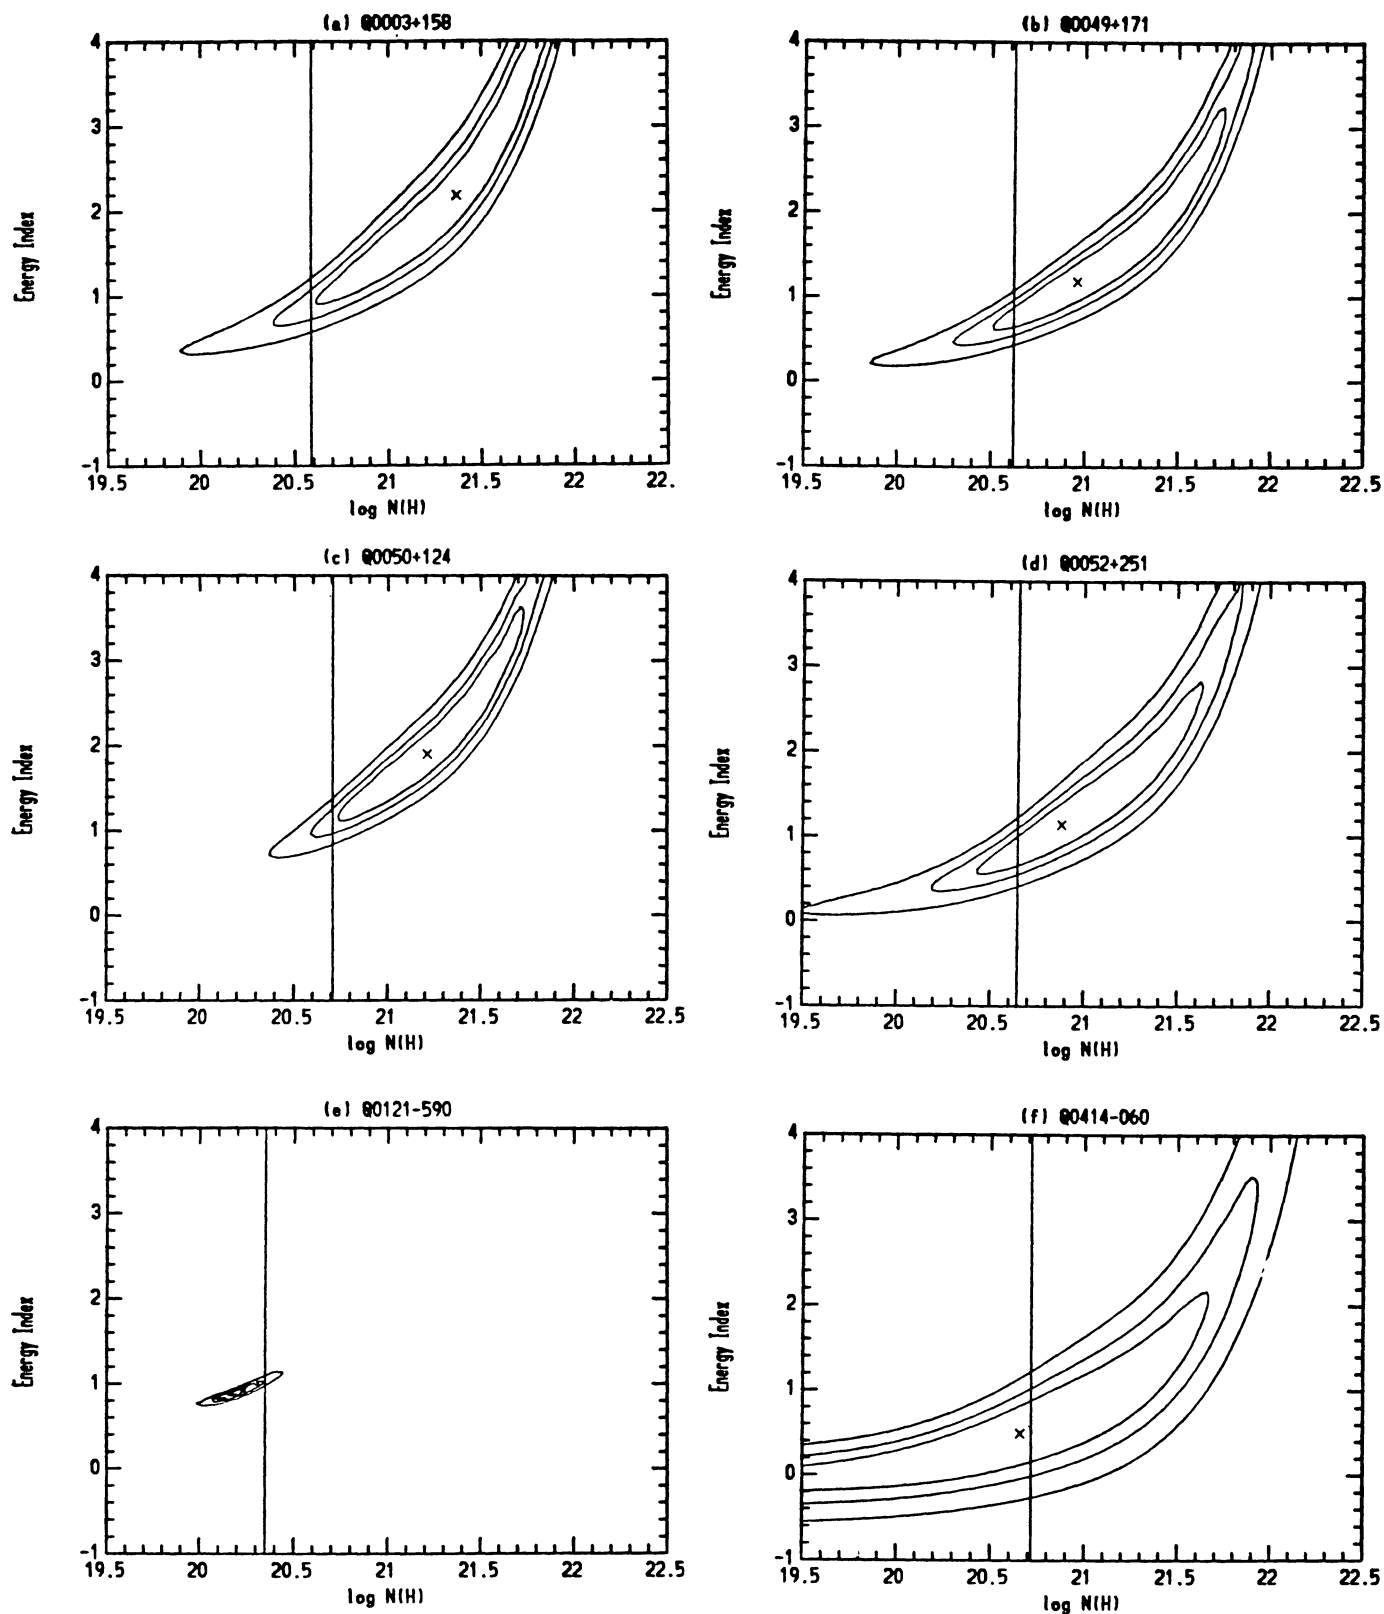 (a) Q0003+158
4
3
2
1
0
-1
Energy Index
19.5 20 20.5 21 21.5 22 22.
log N(H)
(b) Q0049+171
4
3
2
1
0
-1
Energy Index
19.5 20 20.5 21 21.5 22 22.5
log N(H)
(c) Q0050+124
4
3
2
1
0
-1
Energy Index
19.5 20 20.5 21 21.5 22 22.5
log N(H)
(d) Q0052+251
4
3
2
1
0
-1
Energy Index
19.5 20 20.5 21 21.5 22 22.5
log N(H)
(e) Q0121-590
4
3
2
1
0
-1
Energy Index
19.5 20 20.5 21 21.5 22 22.5
log N(H)
(f) Q0414-060
4
3
2
1
0
-1
Energy Index
19.5 20 20.5 21 21.5 22 22.5
log N(H)